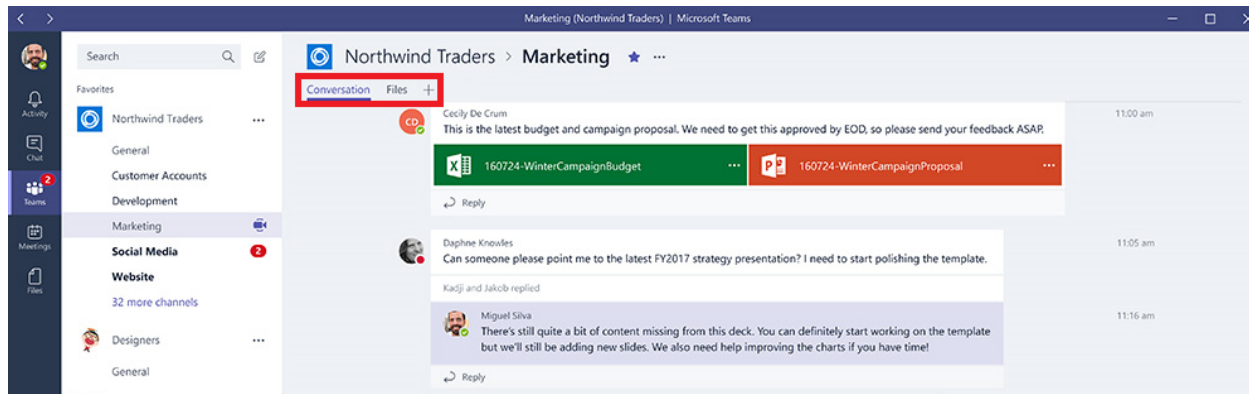 Marketing (Northwind Traders) | Microsoft Teams
Search
Northwind Traders > Marketing
Favorites
Conversation Files
Activity
Northwind Traders
General
Chat
Customer Accounts
2
Teams
Development
Marketing
Meetings
Social Media 2
Website
Files
32 more channels
Designers
General
CD
Cecily De Crum
11:00 am
This is the latest budget and campaign proposal. We need to get this approved by EOD, so please send your feedback ASAP.
160724-WinterCampaignBudget
160724-WinterCampaignProposal
Reply
Daphne Knowles
11:05 am
Can someone please point me to the latest FY2017 strategy presentation? I need to start polishing the template.
Kadji and Jakob replied
Miguel Silva
11:16 am
There's still quite a bit of content missing from this deck. You can definitely start working on the template
but we'll still be adding new slides. We also need help improving the charts if you have time!
Reply